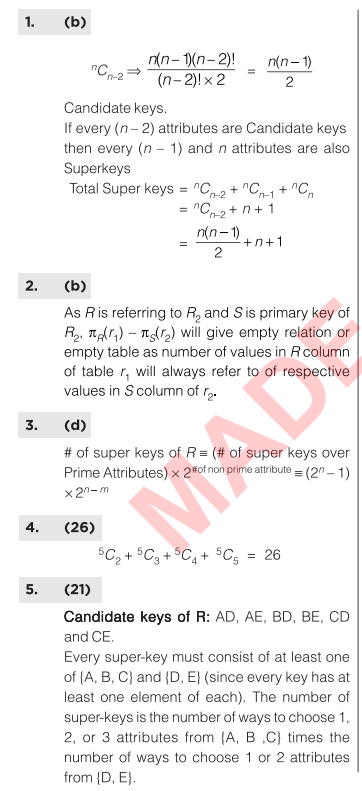 1. (b)
ⁿCₙ₋₂ ⇒ n(n−1)(n−2)! / (n−2)! × 2 = n(n−1) / 2
Candidate keys.
If every (n – 2) attributes are Candidate keys
then every (n – 1) and n attributes are also
Superkeys
Total Super keys = ⁿCₙ₋₂ + ⁿCₙ₋₁ + ⁿCₙ
= ⁿCₙ₋₂ + n + 1
= n(n−1) / 2 + n + 1
2. (b)
As R is referring to R₂ and S is primary key of
R₂, π_R(r₁) – π_S(r₂) will give empty relation or
empty table as number of values in R column
of table r₁ will always refer to of respective
values in S column of r₂.
3. (d)
# of super keys of R ≡ (# of super keys over
Prime Attributes) × 2^#of non prime attribute ≡ (2ⁿ – 1)
× 2ⁿ⁻ᵐ
4. (26)
⁵C₂ + ⁵C₃ + ⁵C₄ + ⁵C₅ = 26
5. (21)
Candidate keys of R: AD, AE, BD, BE, CD
and CE.
Every super-key must consist of at least one
of {A, B, C} and {D, E} (since every key has at
least one element of each). The number of
super-keys is the number of ways to choose 1,
2, or 3 attributes from {A, B ,C} times the
number of ways to choose 1 or 2 attributes
from {D, E}.
MADE